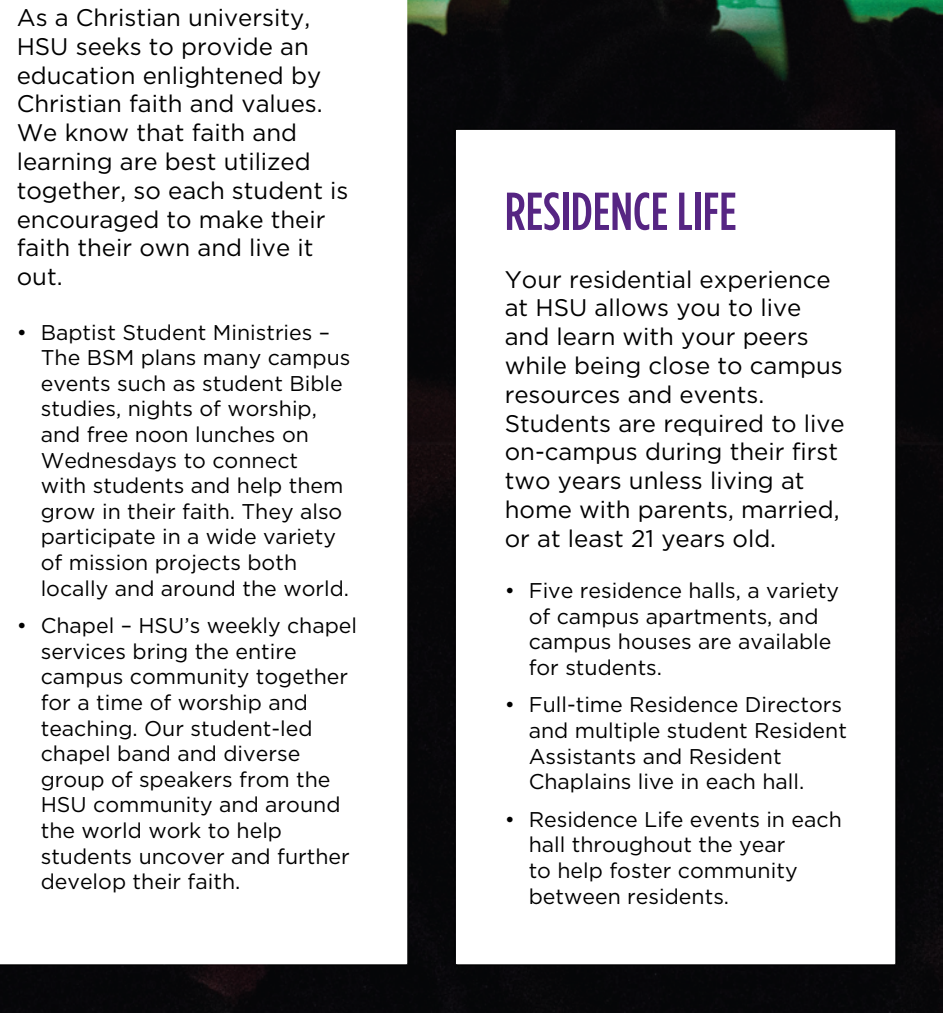 As a Christian university,
HSU seeks to provide an
education enlightened by
Christian faith and values.
We know that faith and
learning are best utilized
together, so each student is
encouraged to make their
faith their own and live it
out.
• Baptist Student Ministries –
The BSM plans many campus
events such as student Bible
studies, nights of worship,
and free noon lunches on
Wednesdays to connect
with students and help them
grow in their faith. They also
participate in a wide variety
of mission projects both
locally and around the world.
• Chapel – HSU's weekly chapel
services bring the entire
campus community together
for a time of worship and
teaching. Our student-led
chapel band and diverse
group of speakers from the
HSU community and around
the world work to help
students uncover and further
develop their faith.
RESIDENCE LIFE
Your residential experience
at HSU allows you to live
and learn with your peers
while being close to campus
resources and events.
Students are required to live
on-campus during their first
two years unless living at
home with parents, married,
or at least 21 years old.
• Five residence halls, a variety
of campus apartments, and
campus houses are available
for students.
• Full-time Residence Directors
and multiple student Resident
Assistants and Resident
Chaplains live in each hall.
• Residence Life events in each
hall throughout the year
to help foster community
between residents.